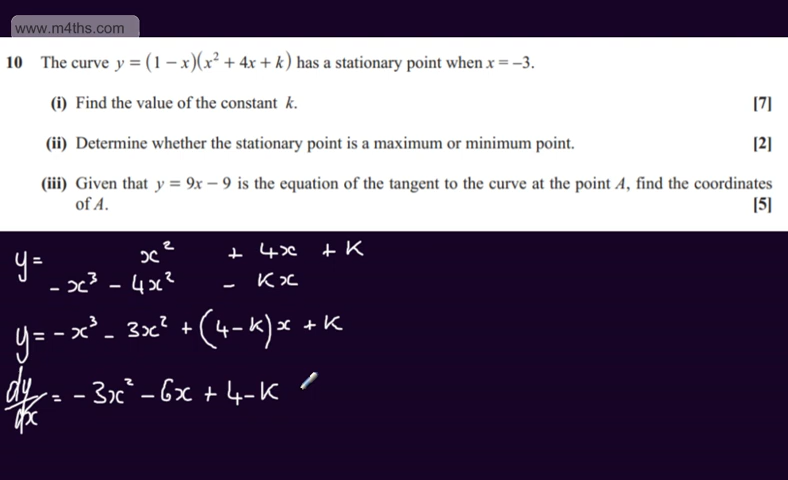 www.m4ths.com
10 The curve y = (1 − x)(x² + 4x + k) has a stationary point when x = −3.
(i) Find the value of the constant k. [7]
(ii) Determine whether the stationary point is a maximum or minimum point. [2]
(iii) Given that y = 9x − 9 is the equation of the tangent to the curve at the point A, find the coordinates
of A. [5]
y = x² + 4x + K
− x³ − 4x² − Kx
y = − x³ − 3x² + (4 − K)x + K
dy/dx = − 3x² − 6x + 4 − K